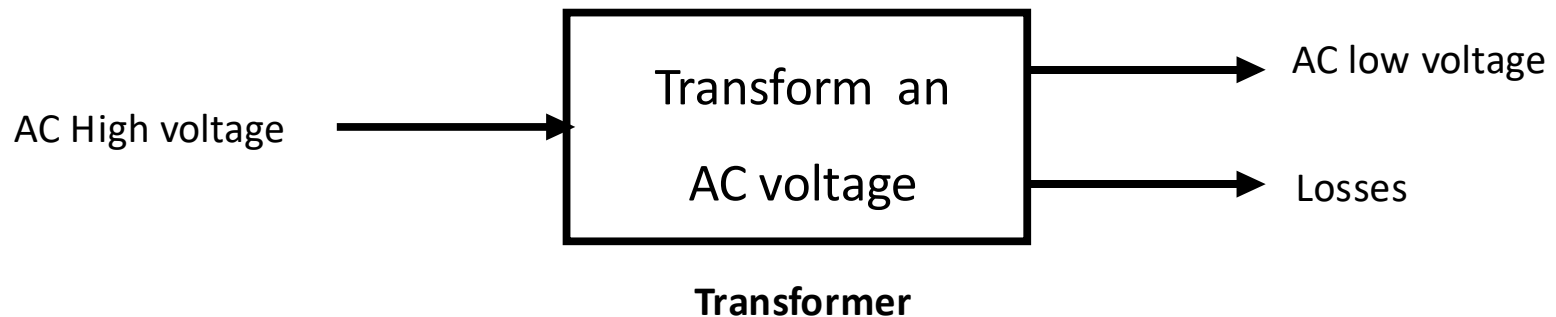 AC High voltage
Transform an
AC voltage
AC low voltage
Losses
Transformer